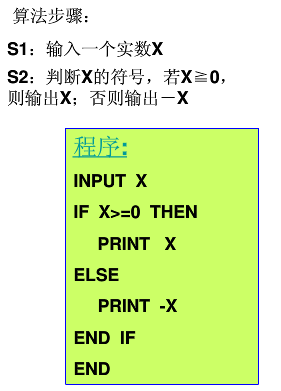 算法步骤：
S1：输入一个实数X
S2：判断X的符号，若X≧0，
则输出X；否则输出－X
程序:
INPUT X
IF X>=0 THEN
PRINT X
ELSE
PRINT -X
END IF
END